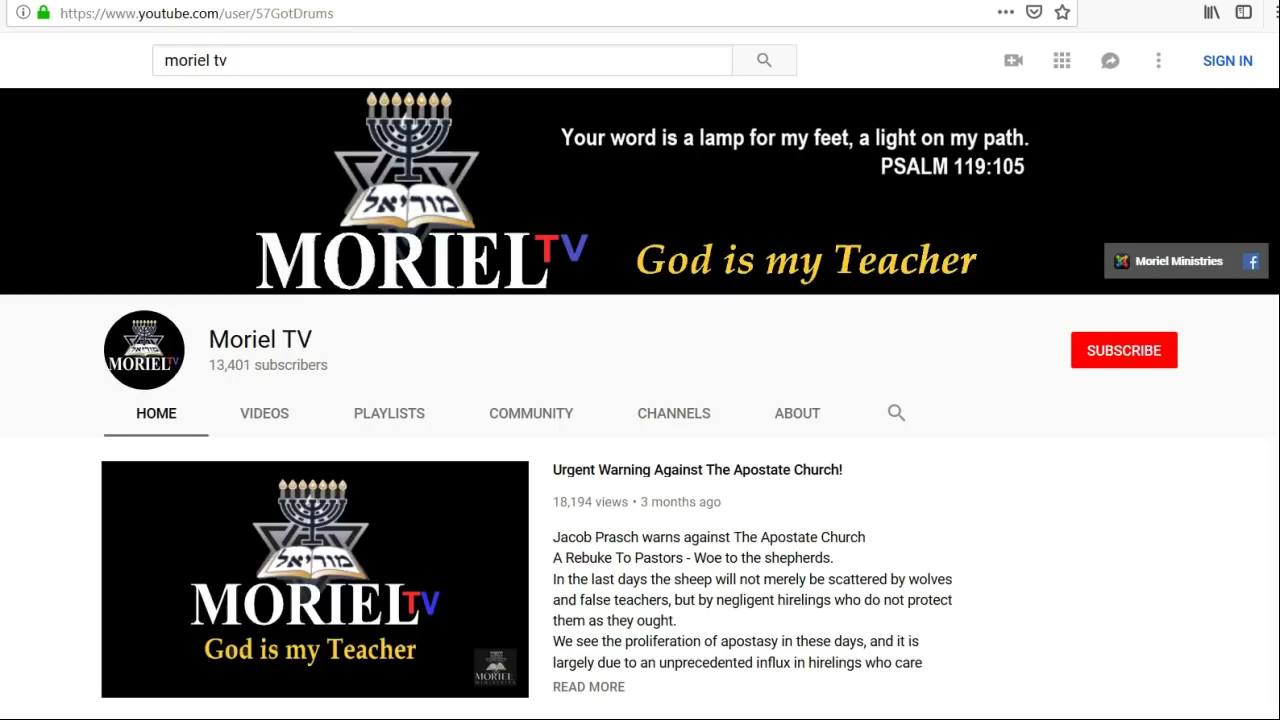 https://www.youtube.com/user/57GotDrums
moriel tv
SIGN IN
Your word is a lamp for my feet, a light on my path.
PSALM 119:105
מוריאל
MORIEL TV
God is my Teacher
Moriel Ministries
MORIEL TV
Moriel TV
13,401 subscribers
SUBSCRIBE
HOME VIDEOS PLAYLISTS COMMUNITY CHANNELS ABOUT
מוריאל
MORIEL TV
God is my Teacher
MORIEL
MINISTRIES
Urgent Warning Against The Apostate Church!
18,194 views • 3 months ago
Jacob Prasch warns against The Apostate Church
A Rebuke To Pastors - Woe to the shepherds.
In the last days the sheep will not merely be scattered by wolves
and false teachers, but by negligent hirelings who do not protect
them as they ought.
We see the proliferation of apostasy in these days, and it is
largely due to an unprecedented influx in hirelings who care
READ MORE